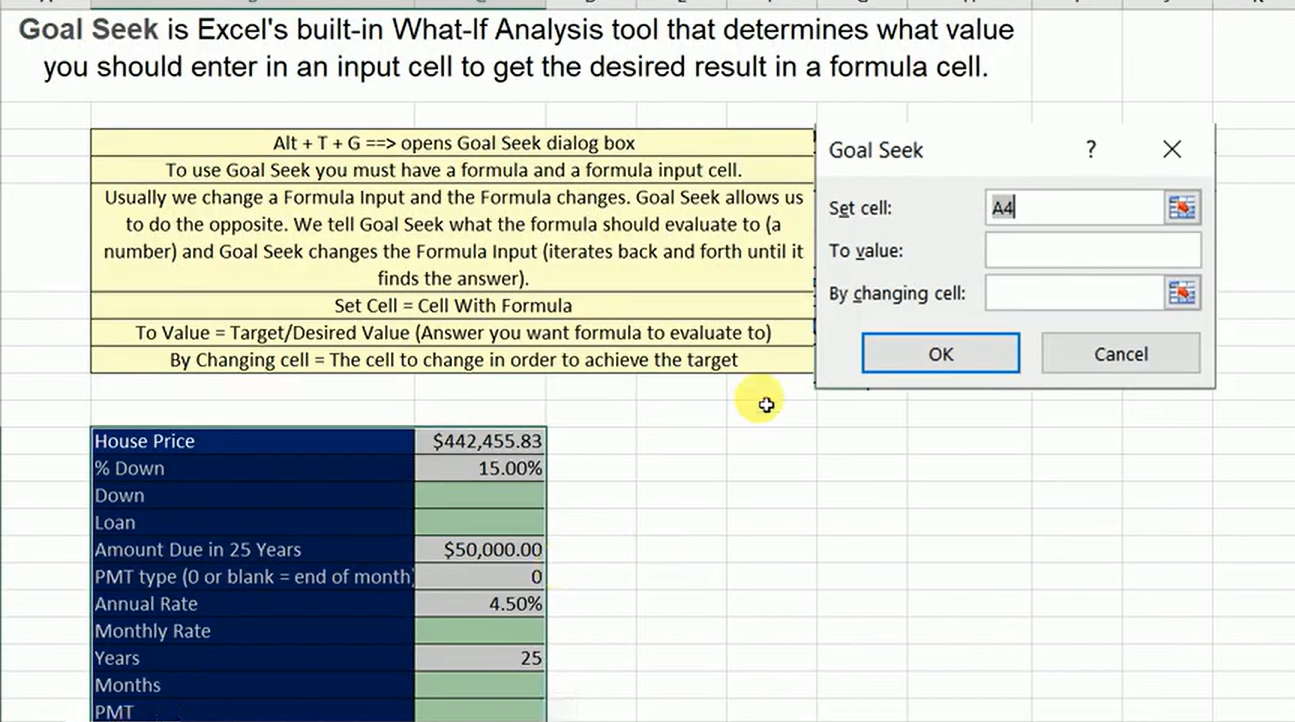 Goal Seek is Excel's built-in What-If Analysis tool that determines what value
you should enter in an input cell to get the desired result in a formula cell.
Alt + T + G ==> opens Goal Seek dialog box
To use Goal Seek you must have a formula and a formula input cell.
Usually we change a Formula Input and the Formula changes. Goal Seek allows us
to do the opposite. We tell Goal Seek what the formula should evaluate to (a
number) and Goal Seek changes the Formula Input (iterates back and forth until it
finds the answer).
Set Cell = Cell With Formula
To Value = Target/Desired Value (Answer you want formula to evaluate to)
By Changing cell = The cell to change in order to achieve the target
Goal Seek ?
Set cell: A4
To value:
By changing cell:
OK Cancel
House Price $442,455.83
% Down 15.00%
Down
Loan
Amount Due in 25 Years $50,000.00
PMT type (0 or blank = end of month) 0
Annual Rate 4.50%
Monthly Rate
Years 25
Months
PMT